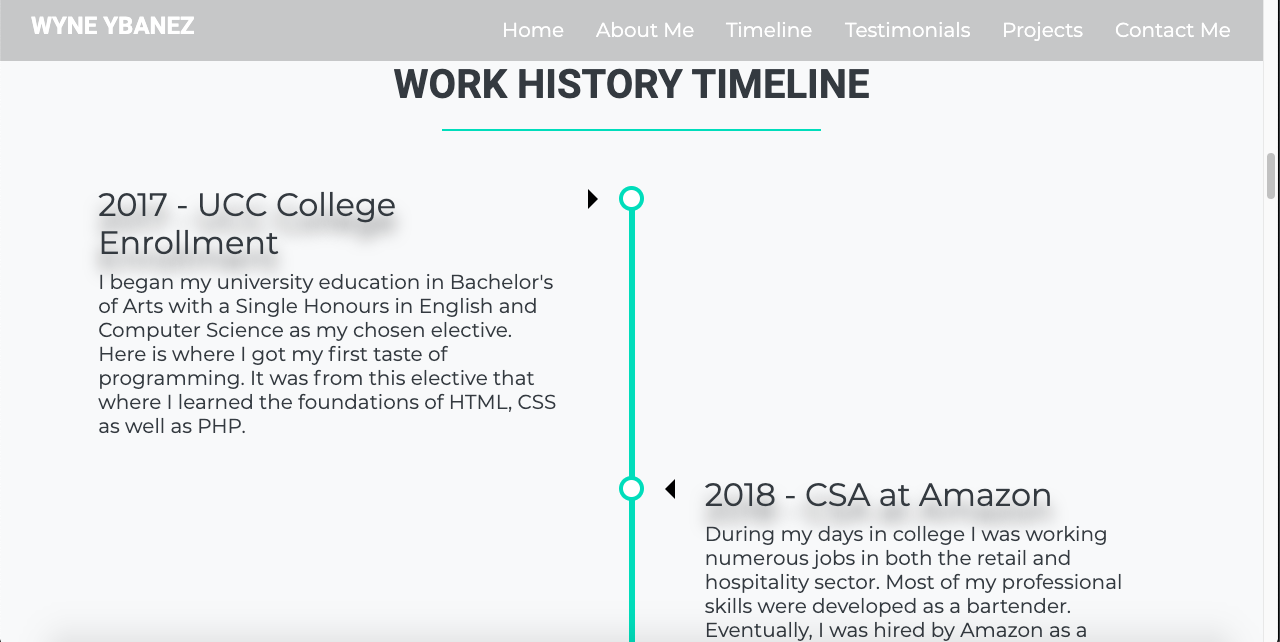 WYNE YBANEZ
Home About Me Timeline Testimonials Projects Contact Me
WORK HISTORY TIMELINE
2017 - UCC College
Enrollment
I began my university education in Bachelor's
of Arts with a Single Honours in English and
Computer Science as my chosen elective.
Here is where I got my first taste of
programming. It was from this elective that
where I learned the foundations of HTML, CSS
as well as PHP.
2018 - CSA at Amazon
During my days in college I was working
numerous jobs in both the retail and
hospitality sector. Most of my professional
skills were developed as a bartender.
Eventually, I was hired by Amazon as a